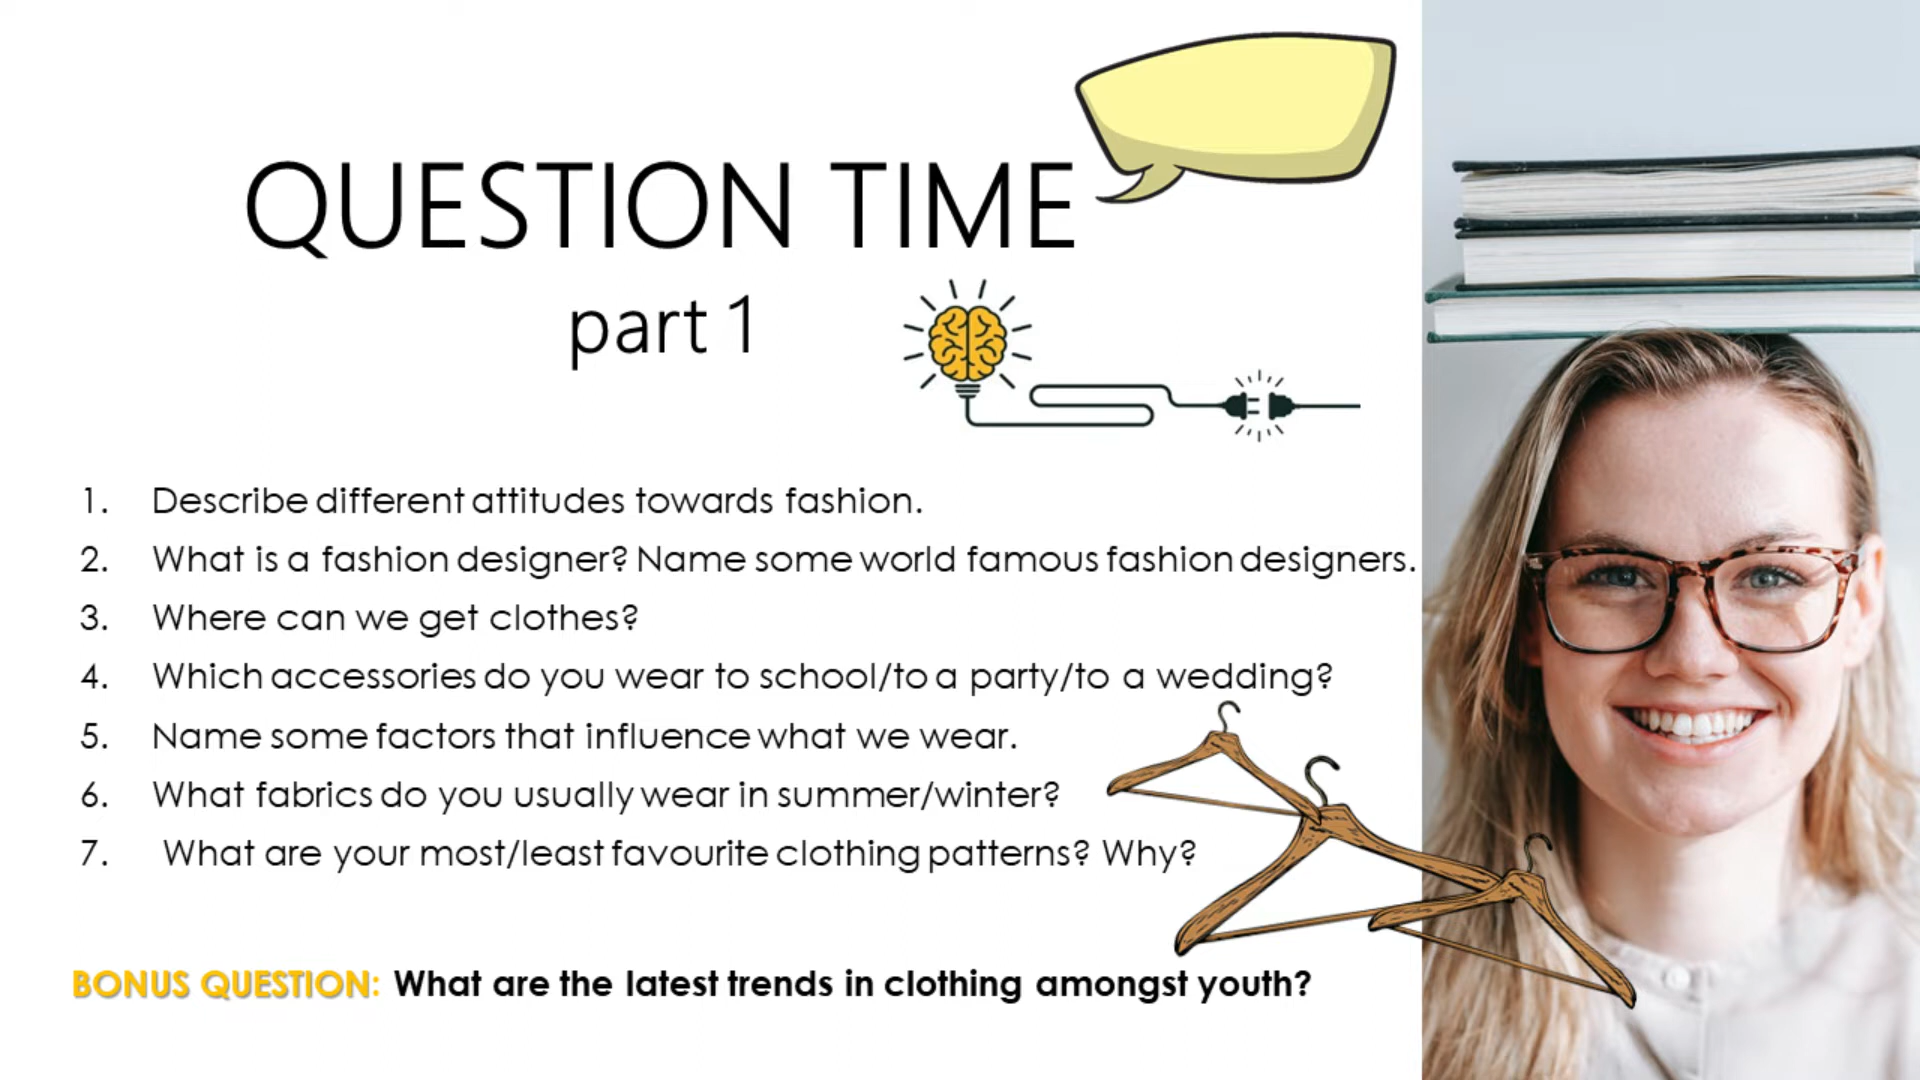 QUESTION TIME
part 1
1. Describe different attitudes towards fashion.
2. What is a fashion designer? Name some world famous fashion designers.
3. Where can we get clothes?
4. Which accessories do you wear to school/to a party/to a wedding?
5. Name some factors that influence what we wear.
6. What fabrics do you usually wear in summer/winter?
7. What are your most/least favourite clothing patterns? Why?
BONUS QUESTION: What are the latest trends in clothing amongst youth?